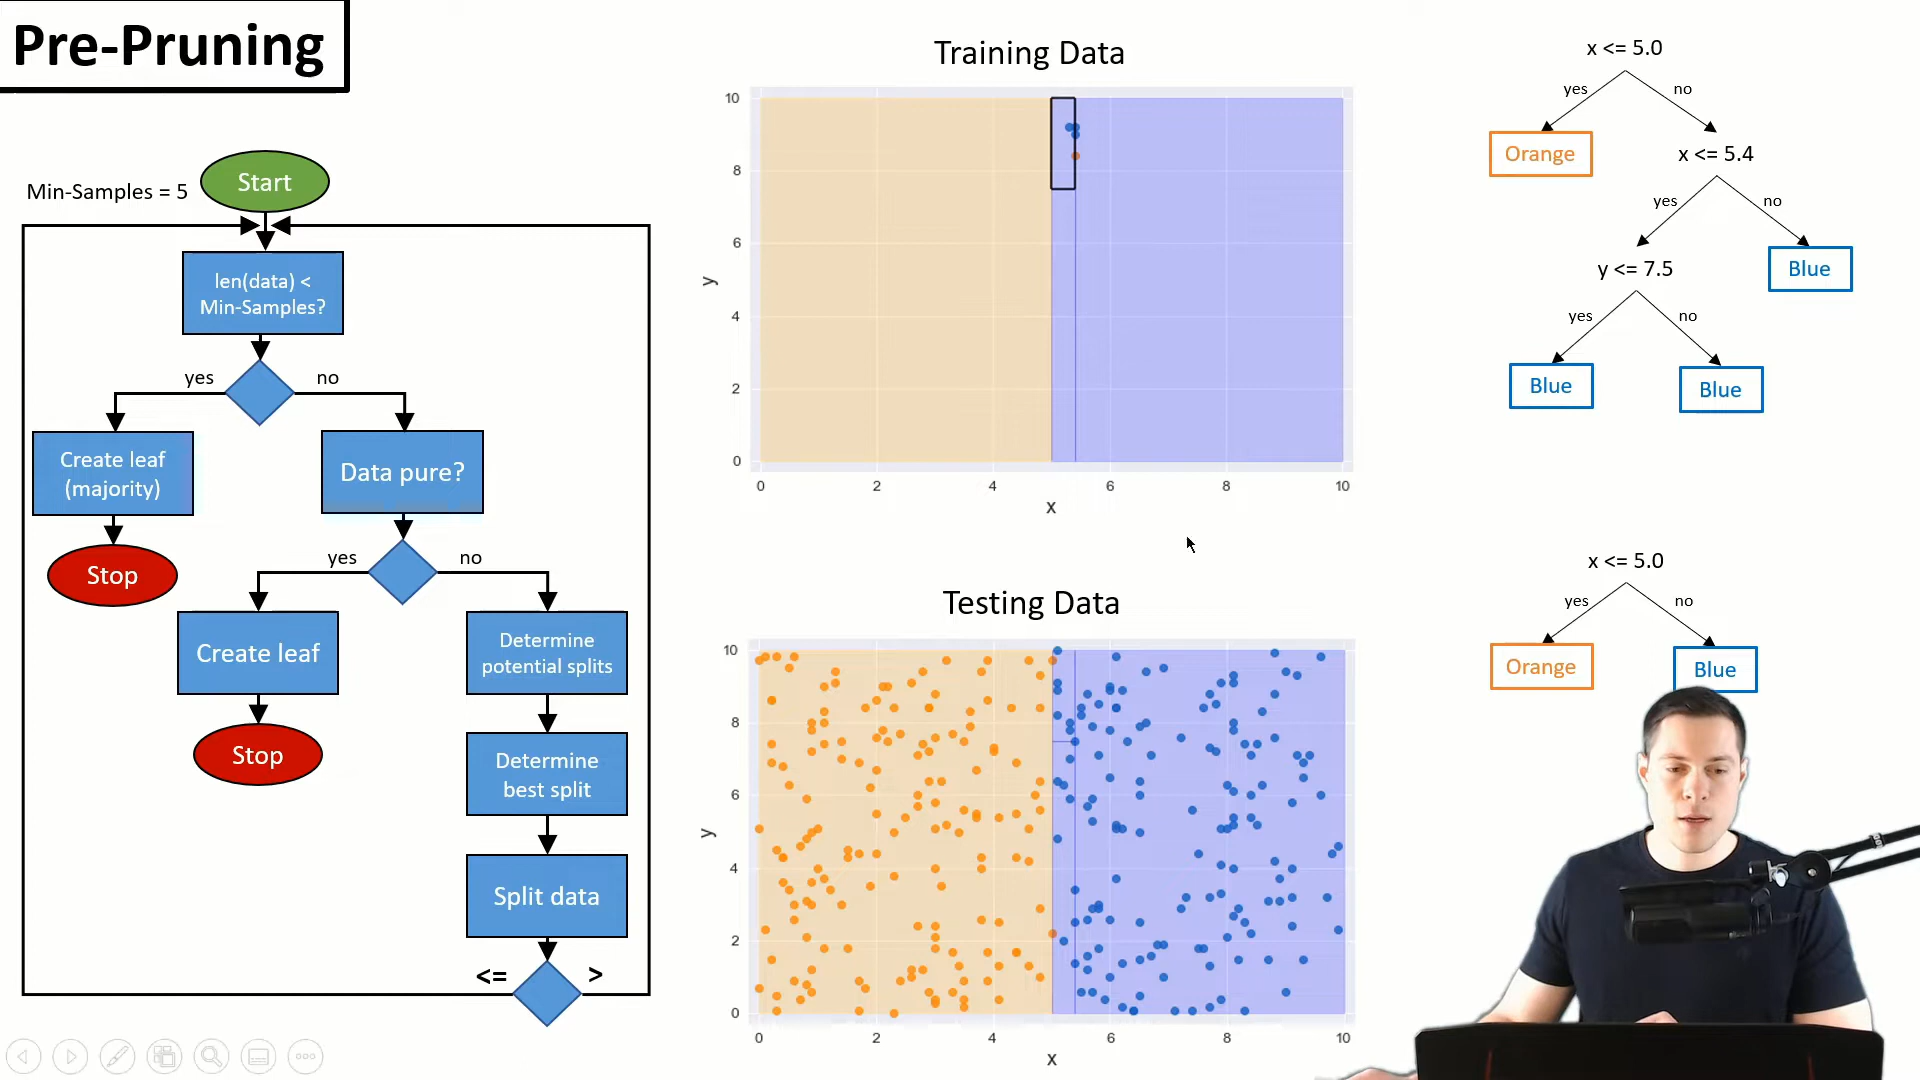 Pre-Pruning
Min-Samples = 5
Start
len(data) <
Min-Samples?
yes
no
Create leaf
(majority)
Data pure?
Stop
yes
no
Create leaf
Determine
potential splits
Stop
Determine
best split
Split data
<=
>
Training Data
10
8
6
4
2
0
y
0
2
4
6
8
10
x
Testing Data
10
8
6
4
2
0
y
0
2
4
6
8
10
x
x <= 5.0
yes
no
Orange
x <= 5.4
yes
no
y <= 7.5
Blue
yes
no
Blue
Blue
x <= 5.0
yes
no
Orange
Blue